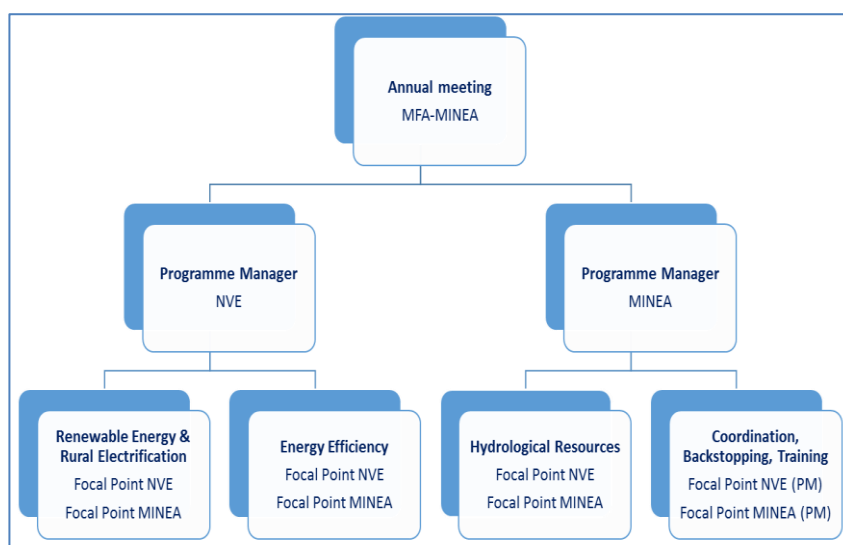 Annual meeting
MFA-MINEA
Programme Manager
NVE
Programme Manager
MINEA
Renewable Energy &
Rural Electrification
Focal Point NVE
Focal Point MINEA
Energy Efficiency
Focal Point NVE
Focal Point MINEA
Hydrological Resources
Focal Point NVE
Focal Point MINEA
Coordination,
Backstopping, Training
Focal Point NVE (PM)
Focal Point MINEA (PM)